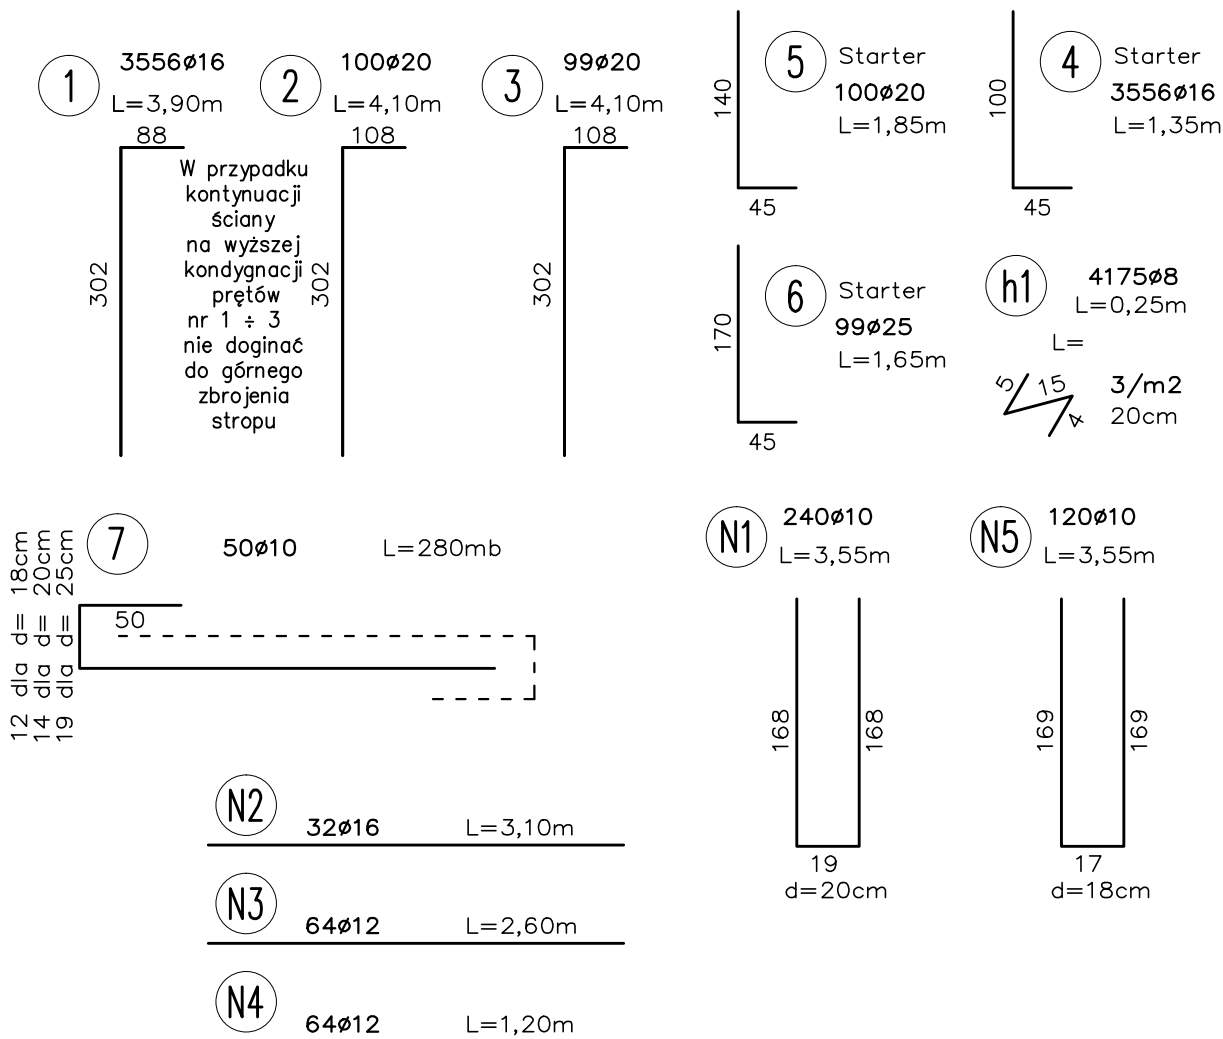 1
3556ø16
L=3,90m
88
302
2
100ø20
L=4,10m
108
302
3
99ø20
L=4,10m
108
302
W przypadku
kontynuacji
ściany
na wyższej
kondygnacji
prętów
nr 1 ÷ 3
nie doginać
do górnego
zbrojenia
stropu
5
Starter
100ø20
L=1,85m
140
45
4
Starter
3556ø16
L=1,35m
100
45
6
Starter
99ø25
L=1,65m
170
45
h1
4175ø8
L=0,25m
L=
5
15
4
3/m2
20cm
7
50ø10
L=280mb
50
12 dla d= 18cm
14 dla d= 20cm
19 dla d= 25cm
N1
240ø10
L=3,55m
168
168
19
d=20cm
N5
120ø10
L=3,55m
169
169
17
d=18cm
N2
32ø16
L=3,10m
N3
64ø12
L=2,60m
N4
64ø12
L=1,20m